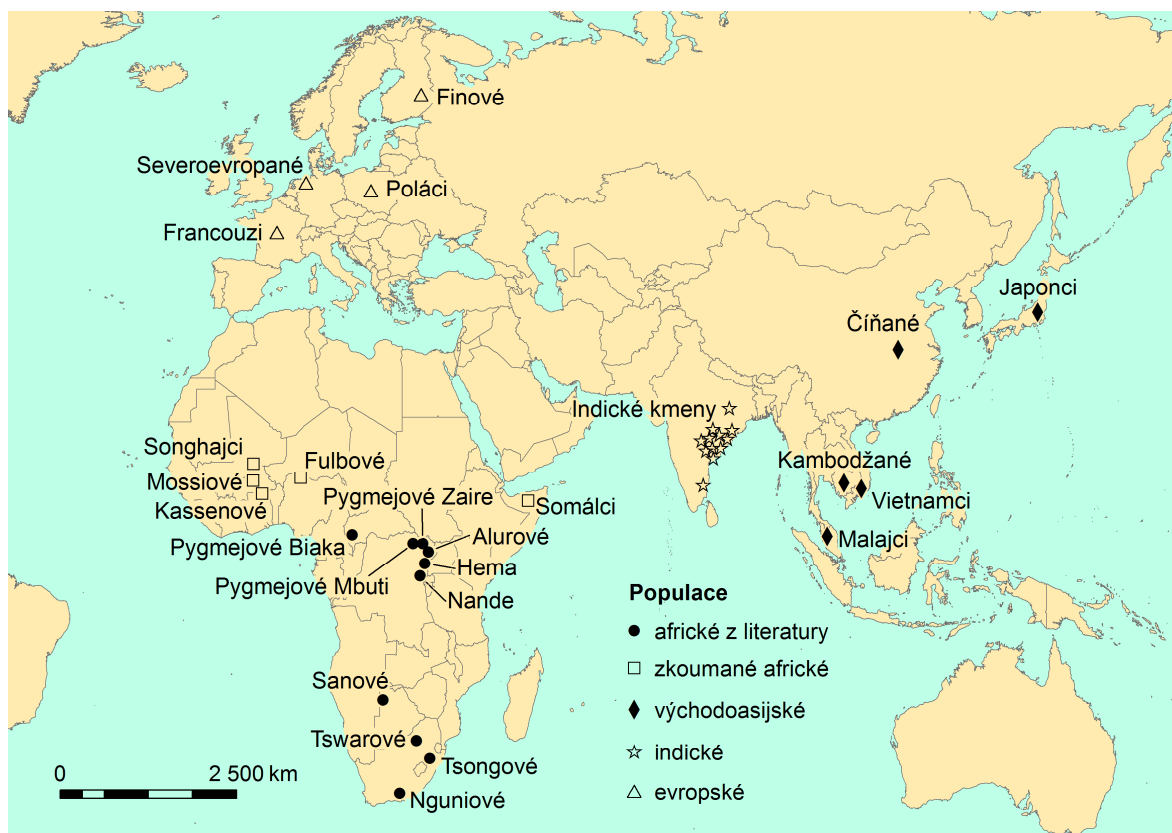 Finové
Severoevropané
Poláci
Francouzi
Japonci
Číňané
Indické kmeny
Songhajci
Fulbové
Kambodžané
Mossiové
Pygmejové Zaire
Vietnamci
Kassenové
Somálci
Alurové
Malajci
Pygmejové Biaka
Hema
Pygmejové Mbuti
Nande
Populace
africké z literatury
zkoumané africké
Sanové
východoasijské
Tswarové
indické
Tsongové
0 2 500 km
evropské
Nguniové